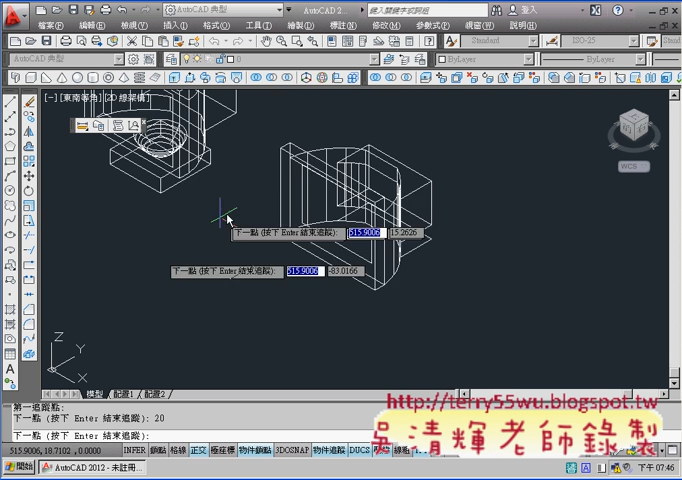 AutoCAD 典型
AutoCAD 2...
鍵入關鍵字或詞組
登入
檔案(F) 編輯(E) 檢視(V) 插入(I) 格式(O) 工具(T) 繪製(D) 標註(N) 修改(M) 參數式(P) 視窗(W) 說明(H)
Standard ISO-25
AutoCAD 典型 0 ByLayer ByLayer
[-] [東南等角] [2D 線架構]
WCS
下一點 (按下 Enter 結束追蹤): 515.9006 15.2626
下一點 (按下 Enter 結束追蹤): 515.9006 -83.0166
Z
Y
X
模型 配置1 配置2
第一追蹤點:
下一點 (按下 Enter 結束追蹤): 20
下一點 (按下 Enter 結束追蹤):
http://terry55wu.blogspot.tw
吳清輝老師錄製
515.9006, 18.7102, 0.0000 INFER 鎖點 格線 正交 極座標 物件鎖點 3DOSNAP 物件追蹤 DUCS 線粗
開始 AutoCAD 2012 - 未註冊... 下午 07:46